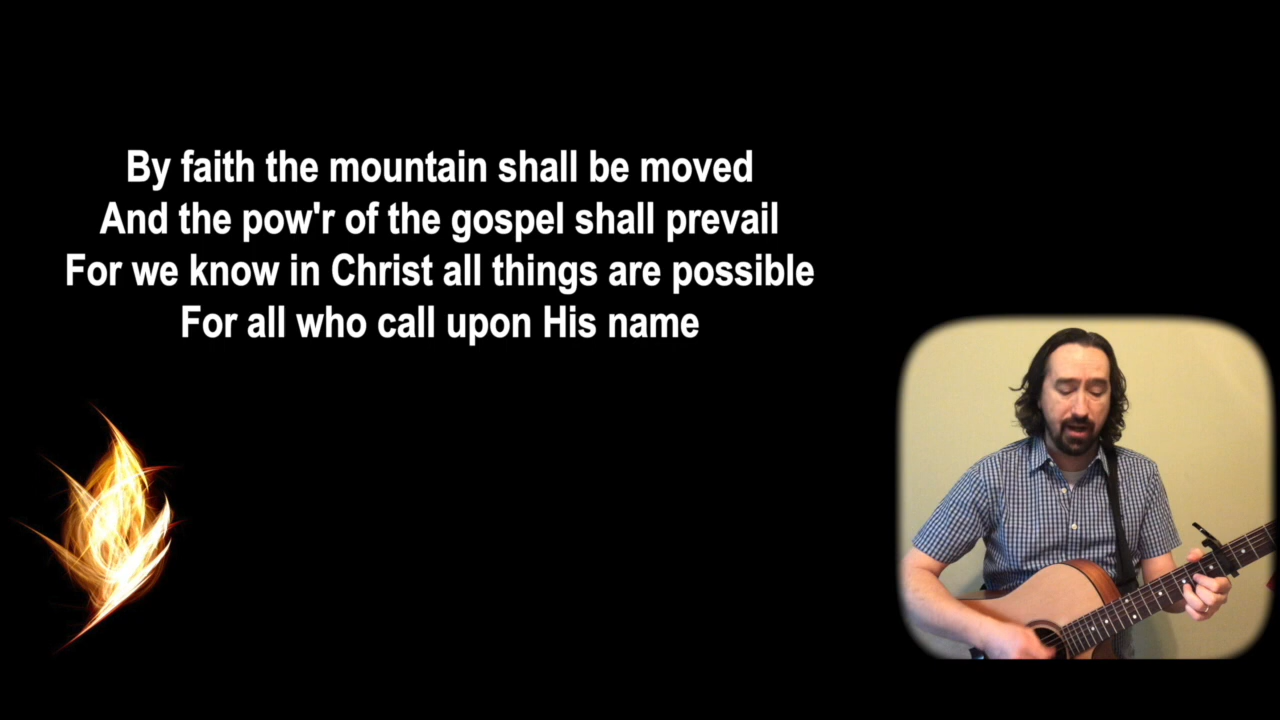 By faith the mountain shall be moved
And the pow'r of the gospel shall prevail
For we know in Christ all things are possible
For all who call upon His name